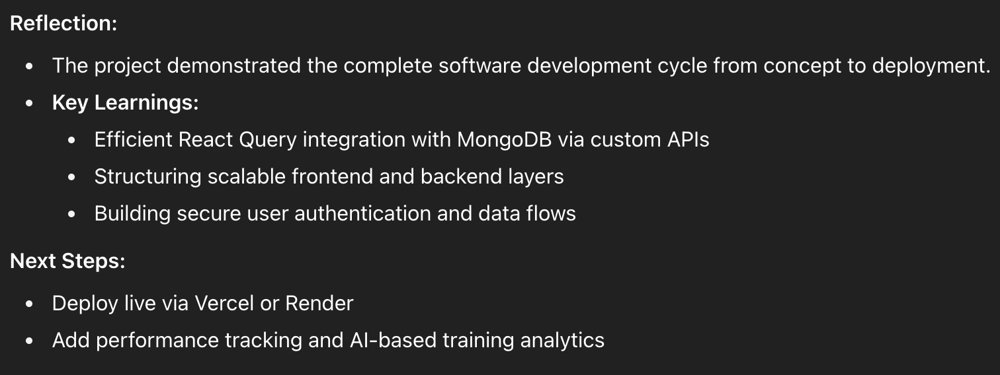 Reflection:
• The project demonstrated the complete software development cycle from concept to deployment.
• Key Learnings:
• Efficient React Query integration with MongoDB via custom APIs
• Structuring scalable frontend and backend layers
• Building secure user authentication and data flows
Next Steps:
• Deploy live via Vercel or Render
• Add performance tracking and AI-based training analytics